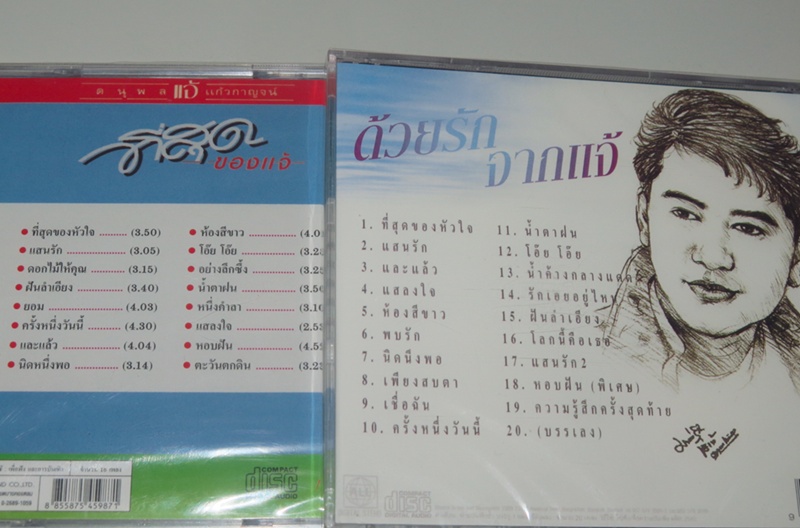 ดนุพล แจ้ แก้วกาญจน์
ที่สุด
ของแจ้
ที่สุดของหัวใจ ............ (3.50)
แสนรัก ............ (3.05)
ดอกไม้ให้คุณ ............ (3.15)
ฝันลำเอียง ............ (3.40)
ยอม ............ (4.03)
ครั้งหนึ่งวันนี้ ............ (4.30)
และแล้ว ............ (4.04)
นิดหนึ่งพอ ............ (3.14)
ห้องสีขาว
โอ๊ย โอ๊ย
อย่างลึกซึ้ง
น้ำตาฝน
หนึ่งคำลา
แสลงใจ
หอบฝัน
ตะวันตกดิน
COMPACT
disc
DIGITAL AUDIO
8 855875 459871
ด้วยรัก
จากแจ้
1. ที่สุดของหัวใจ
2. แสนรัก
3. และแล้ว
4. แสลงใจ
5. ห้องสีขาว
6. พบรัก
7. นิดนึงพอ
8. เพียงสบตา
9. เชื่อฉัน
10. ครั้งหนึ่งวันนี้
11. น้ำตาฝน
12. โอ๊ย โอ๊ย
13. น้ำค้างกลางแดด
14. รักเอยอยู่ไหน
15. ฝันลำเอียง
16. โลกนี้คือเธอ
17. แสนรัก2
18. หอบฝัน (พิเศษ)
19. ความรู้สึกครั้งสุดท้าย
20. (บรรเลง)
disc
9